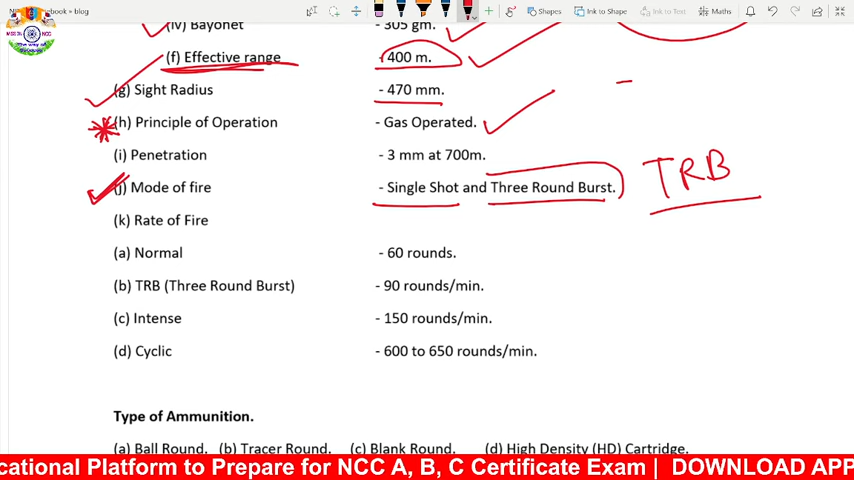 ebook > blog
Shapes
Ink to Shape
Ink to Text
Maths
(iv) Bayonet - 305 gm.
(f) Effective range - 400 m.
(g) Sight Radius - 470 mm.
(h) Principle of Operation - Gas Operated.
(i) Penetration - 3 mm at 700m.
(j) Mode of fire - Single Shot and Three Round Burst. TRB
(k) Rate of Fire
(a) Normal - 60 rounds.
(b) TRB (Three Round Burst) - 90 rounds/min.
(c) Intense - 150 rounds/min.
(d) Cyclic - 600 to 650 rounds/min.
Type of Ammunition.
(a) Ball Round. (b) Tracer Round. (c) Blank Round. (d) High Density (HD) Cartridge.
cational Platform to Prepare for NCC A, B, C Certificate Exam | DOWNLOAD APP